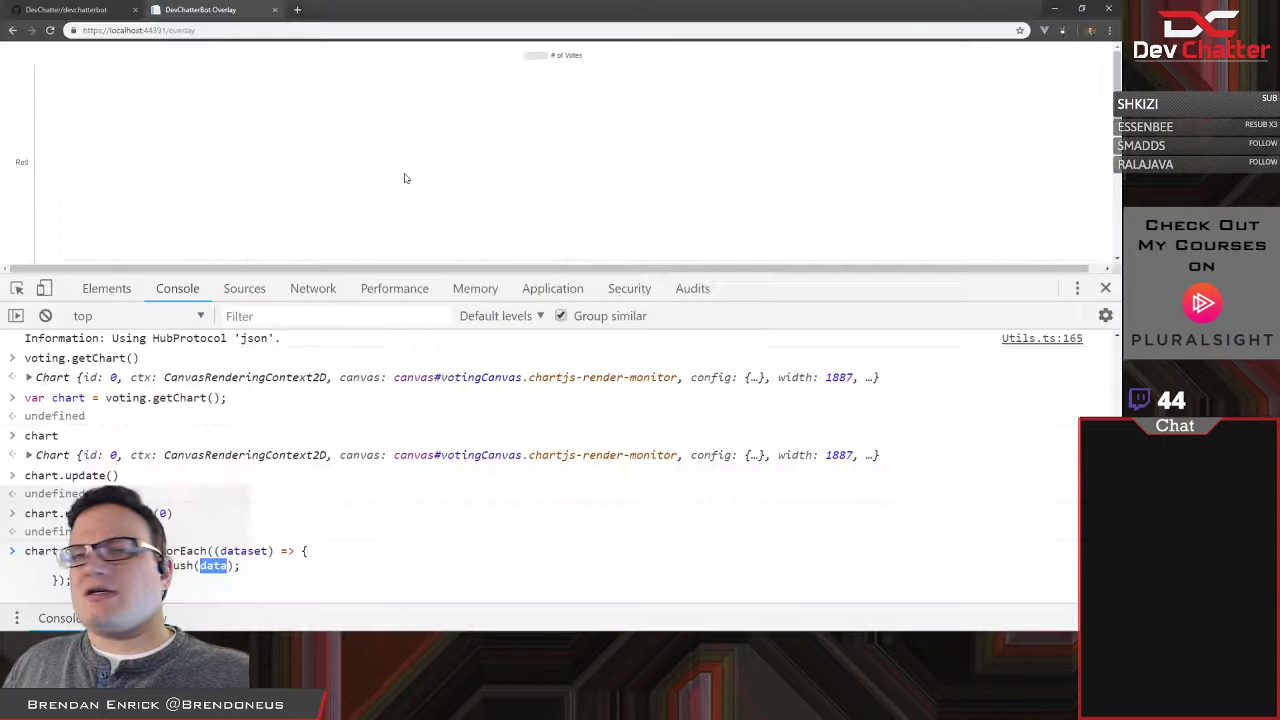 DevChatter/devchatterbot
DevChatterBot Overlay
https://localhost:44391/overlay
# of Votes
Red
Elements Console Sources Network Performance Memory Application Security Audits
top Filter Default levels Group similar
Information: Using HubProtocol 'json'. Utils.ts:165
voting.getChart()
Chart {id: 0, ctx: CanvasRenderingContext2D, canvas: canvas#votingCanvas.chartjs-render-monitor, config: {…}, width: 1887, …}
var chart = voting.getChart();
undefined
chart
Chart {id: 0, ctx: CanvasRenderingContext2D, canvas: canvas#votingCanvas.chartjs-render-monitor, config: {…}, width: 1887, …}
chart.update()
undefined
chart. (0)
undefined
chart orEach((dataset) => {
ush(data);
});
Console
Brendan Enrick @Brendoneus
DC
Dev Chatter
SHKIZI SUB
ESSENBEE RESUB X3
SMADDS FOLLOW
RALAJAVA FOLLOW
Check Out
My Courses
on
PLURALSIGHT
44
Chat